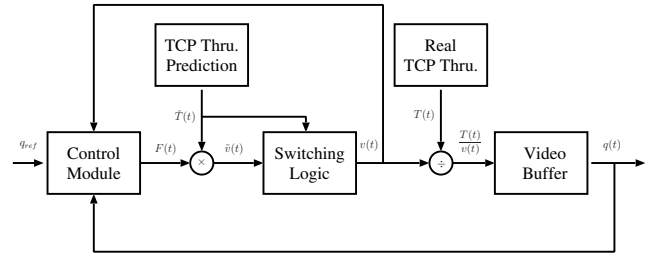 TCP Thru.
Prediction
Real
TCP Thru.
T̂(t)
T(t)
q_ref
Control
Module
F(t)
×
ṽ(t)
Switching
Logic
v(t)
÷
T(t)
v(t)
Video
Buffer
q(t)